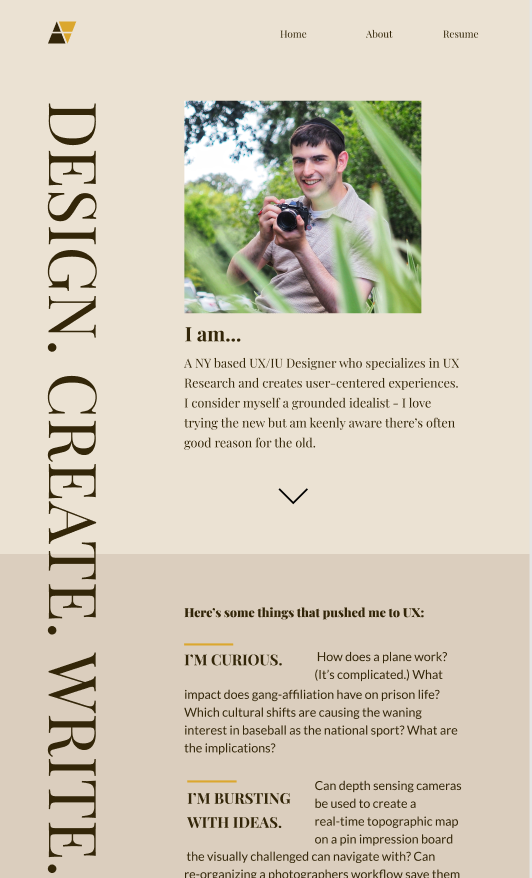 Home About Resume
DESIGN. CREATE. WRITE.
I am...
A NY based UX/IU Designer who specializes in UX
Research and creates user-centered experiences.
I consider myself a grounded idealist - I love
trying the new but am keenly aware there's often
good reason for the old.
Here's some things that pushed me to UX:
I'M CURIOUS.
How does a plane work?
(It's complicated.) What
impact does gang-affiliation have on prison life?
Which cultural shifts are causing the waning
interest in baseball as the national sport? What are
the implications?
I'M BURSTING
WITH IDEAS.
Can depth sensing cameras
be used to create a
real-time topographic map
on a pin impression board
the visually challenged can navigate with? Can
re-organizing a photographers workflow save them